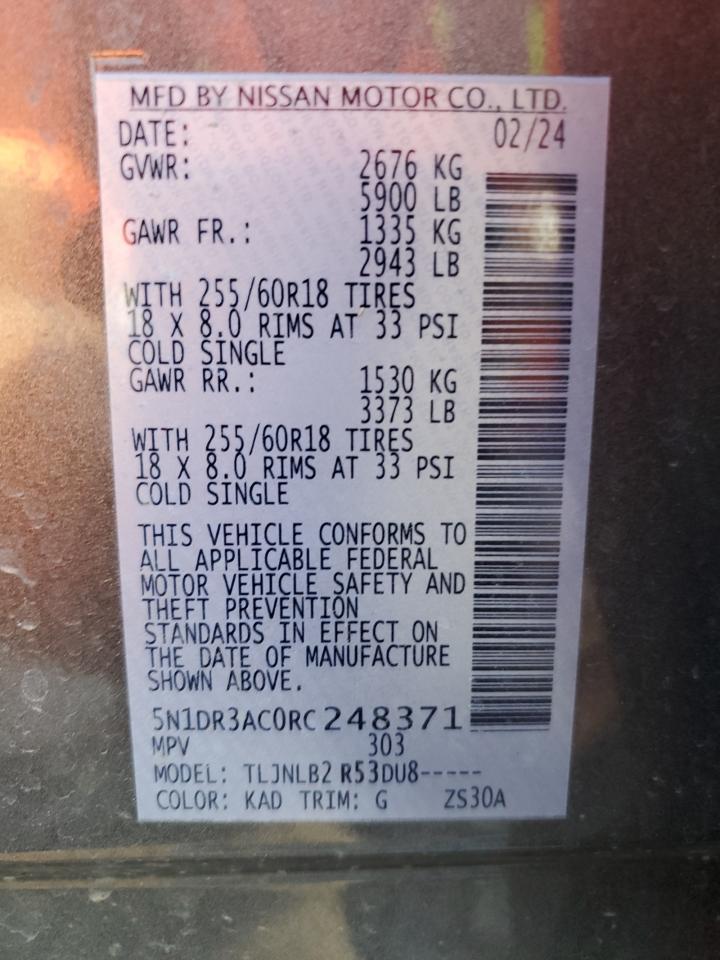 MFD BY NISSAN MOTOR CO., LTD.
DATE: 02/24
GVWR: 2676 KG
5900 LB
GAWR FR.: 1335 KG
2943 LB
WITH 255/60R18 TIRES
18 X 8.0 RIMS AT 33 PSI
COLD SINGLE
GAWR RR.: 1530 KG
3373 LB
WITH 255/60R18 TIRES
18 X 8.0 RIMS AT 33 PSI
COLD SINGLE
THIS VEHICLE CONFORMS TO
ALL APPLICABLE FEDERAL
MOTOR VEHICLE SAFETY AND
THEFT PREVENTION
STANDARDS IN EFFECT ON
THE DATE OF MANUFACTURE
SHOWN ABOVE.
5N1DR3AC0RC248371
MPV 303
MODEL: TLJNLB2 R53DU8-----
COLOR: KAD TRIM: G ZS30A